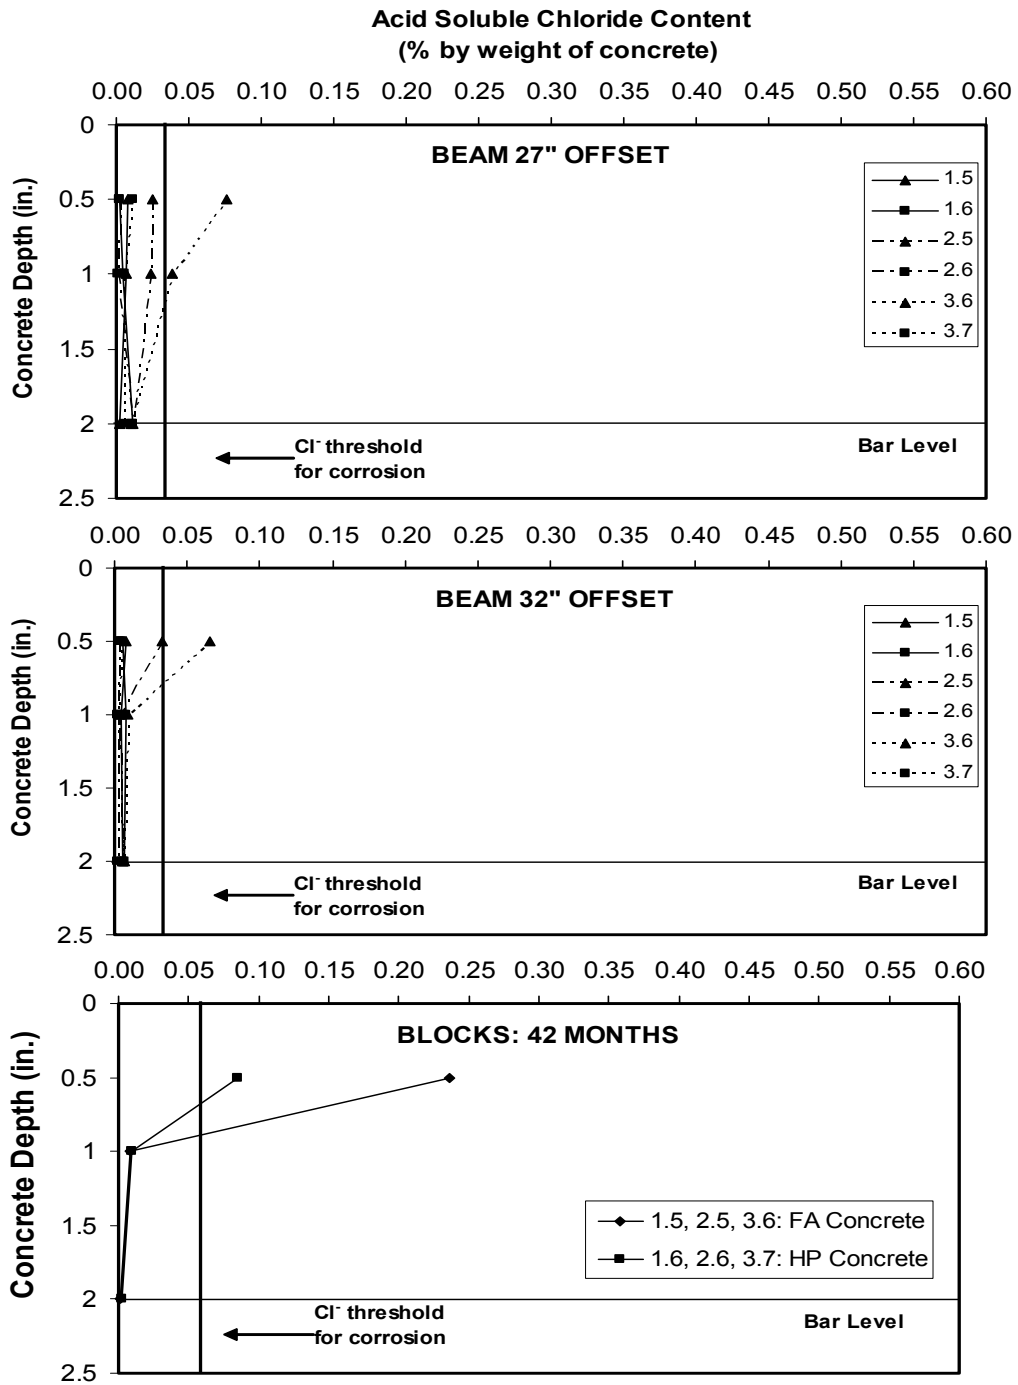 Acid Soluble Chloride Content
(% by weight of concrete)
0.00 0.05 0.10 0.15 0.20 0.25 0.30 0.35 0.40 0.45 0.50 0.55 0.60
0
0.5
1
1.5
2
2.5
Concrete Depth (in.)
BEAM 27" OFFSET
1.5
1.6
2.5
2.6
3.6
3.7
Cl- threshold
for corrosion
Bar Level
0.00 0.05 0.10 0.15 0.20 0.25 0.30 0.35 0.40 0.45 0.50 0.55 0.60
0
0.5
1
1.5
2
2.5
Concrete Depth (in.)
BEAM 32" OFFSET
1.5
1.6
2.5
2.6
3.6
3.7
Cl- threshold
for corrosion
Bar Level
0.00 0.05 0.10 0.15 0.20 0.25 0.30 0.35 0.40 0.45 0.50 0.55 0.60
0
0.5
1
1.5
2
2.5
Concrete Depth (in.)
BLOCKS: 42 MONTHS
1.5, 2.5, 3.6: FA Concrete
1.6, 2.6, 3.7: HP Concrete
Cl- threshold
for corrosion
Bar Level